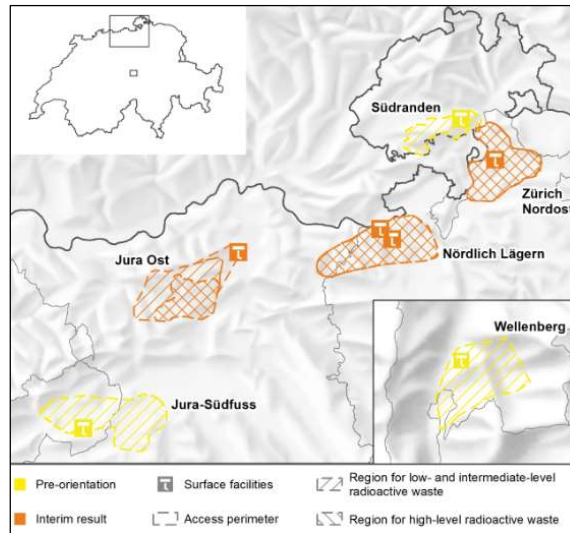 Südranden
Zürich
Nordost
Jura Ost
Nördlich Lägern
Wellenberg
Jura-Südfuss
Pre-orientation
Surface facilities
Region for low- and intermediate-level
radioactive waste
Interim result
Access perimeter
Region for high-level radioactive waste